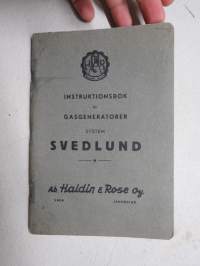 INSTRUKTIONSBOK
GASGENERATORER
SYSTEM
SVEDLUND
Ab Haldin & Rose Oy.